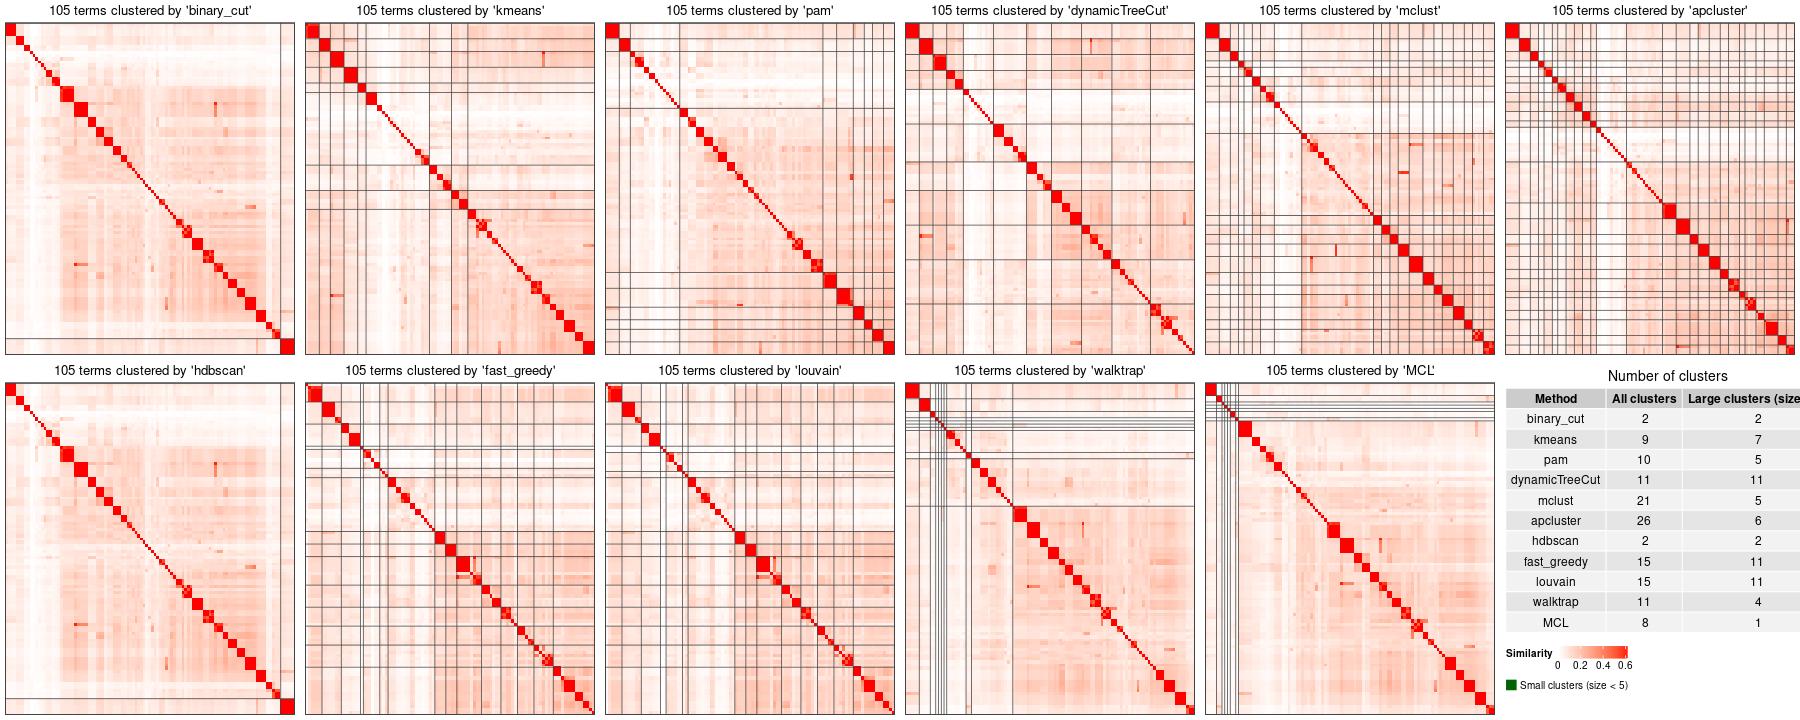 105 terms clustered by 'binary_cut'
105 terms clustered by 'kmeans'
105 terms clustered by 'pam'
105 terms clustered by 'dynamicTreeCut'
105 terms clustered by 'mclust'
105 terms clustered by 'apcluster'
105 terms clustered by 'hdbscan'
105 terms clustered by 'fast_greedy'
105 terms clustered by 'louvain'
105 terms clustered by 'walktrap'
105 terms clustered by 'MCL'
Number of clusters
Method All clusters Large clusters (size
binary_cut 2 2
kmeans 9 7
pam 10 5
dynamicTreeCut 11 11
mclust 21 5
apcluster 26 6
hdbscan 2 2
fast_greedy 15 11
louvain 15 11
walktrap 11 4
MCL 8 1
Similarity
0 0.2 0.4 0.6
Small clusters (size < 5)